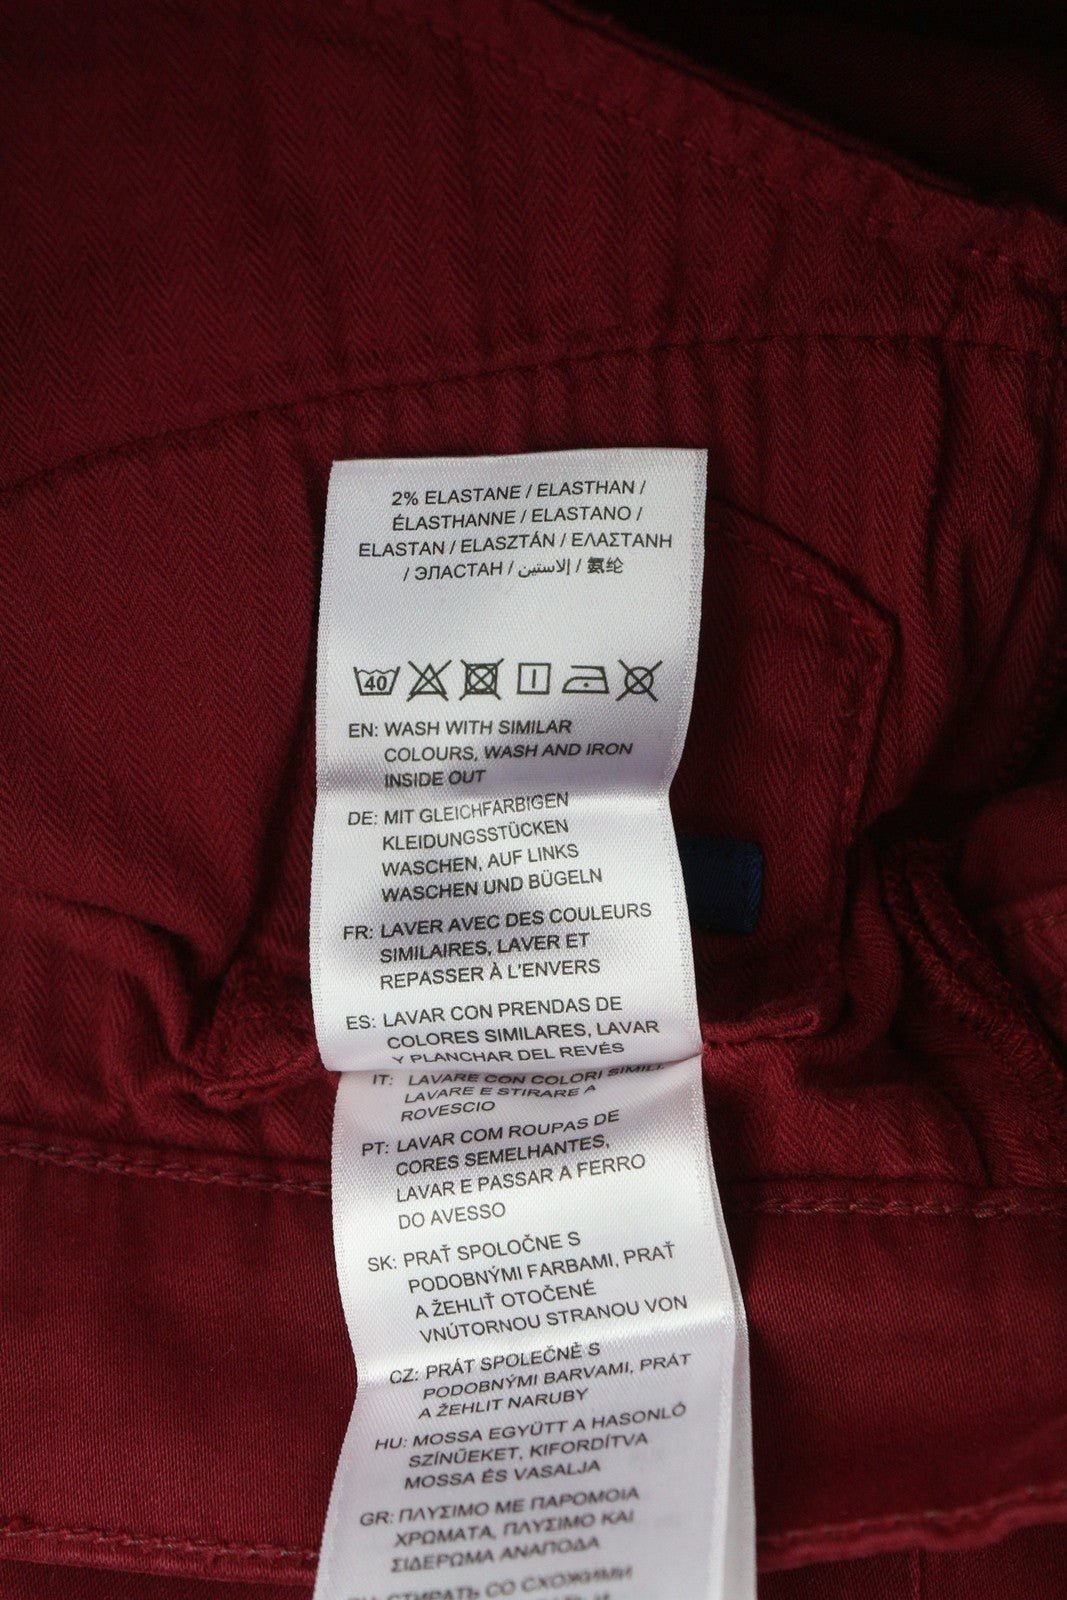 2% ELASTANE / ELASTHAN /
ÉLASTHANNE / ELASTANO /
ELASTAN / ELASZTÁN / ΕΛΑΣΤΑΝΗ
/ ЭЛАСТАН / الاستين / 氨纶
40
EN: WASH WITH SIMILAR
COLOURS, WASH AND IRON
INSIDE OUT
DE: MIT GLEICHFARBIGEN
KLEIDUNGSSTÜCKEN
WASCHEN, AUF LINKS
WASCHEN UND BÜGELN
FR: LAVER AVEC DES COULEURS
SIMILAIRES, LAVER ET
REPASSER À L'ENVERS
ES: LAVAR CON PRENDAS DE
COLORES SIMILARES, LAVAR
Y PLANCHAR DEL REVÉS
IT: LAVARE CON COLORI SIMILI,
LAVARE E STIRARE A
ROVESCIO
PT: LAVAR COM ROUPAS DE
CORES SEMELHANTES,
LAVAR E PASSAR A FERRO
DO AVESSO
SK: PRAŤ SPOLOČNE S
PODOBNÝMI FARBAMI, PRAŤ
A ŽEHLIŤ OTOČENÉ
VNÚTORNOU STRANOU VON
CZ: PRÁT SPOLEČNĚ S
PODOBNÝMI BARVAMI, PRÁT
A ŽEHLIT NARUBY
HU: MOSSA EGYÜTT A HASONLÓ
SZÍNŰEKET, KIFORDÍTVA
MOSSA ÉS VASALJA
GR: ΠΛΥΣΙΜΟ ΜΕ ΠΑΡΟΜΟΙΑ
ΧΡΩΜΑΤΑ, ΠΛΥΣΙΜΟ ΚΑΙ
ΣΙΔΕΡΩΜΑ ΑΝΑΠΟΔΑ
СТИРАТЬ СО СХОЖИМИ